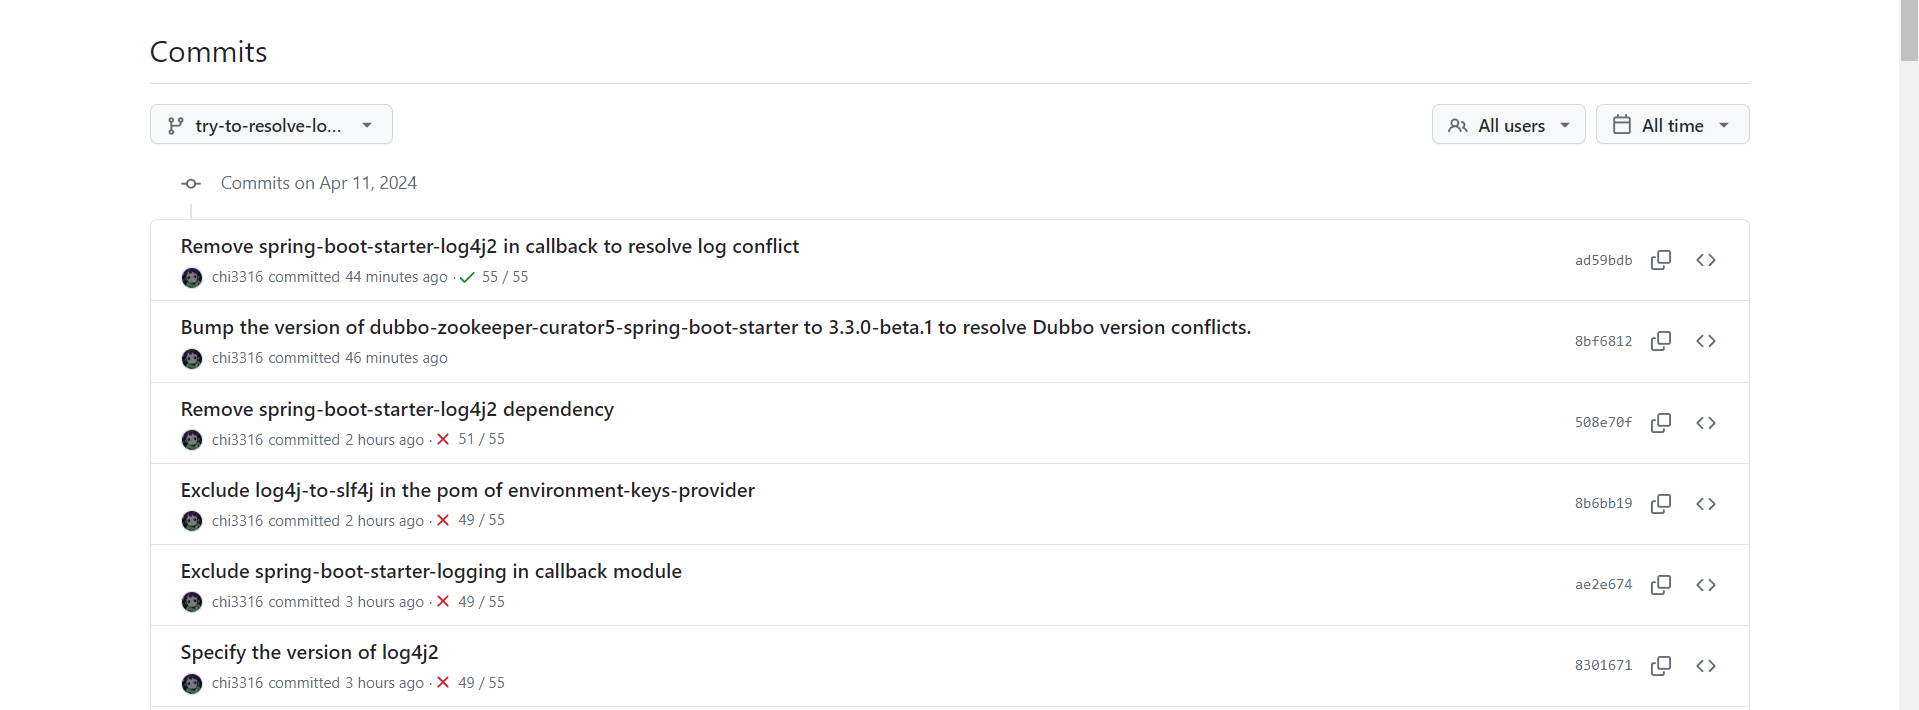 Commits
try-to-resolve-lo...
All users
All time
Commits on Apr 11, 2024
Remove spring-boot-starter-log4j2 in callback to resolve log conflict
chi3316 committed 44 minutes ago · 55 / 55
ad59bdb
Bump the version of dubbo-zookeeper-curator5-spring-boot-starter to 3.3.0-beta.1 to resolve Dubbo version conflicts.
chi3316 committed 46 minutes ago
8bf6812
Remove spring-boot-starter-log4j2 dependency
chi3316 committed 2 hours ago · 51 / 55
508e70f
Exclude log4j-to-slf4j in the pom of environment-keys-provider
chi3316 committed 2 hours ago · 49 / 55
8b6bb19
Exclude spring-boot-starter-logging in callback module
chi3316 committed 3 hours ago · 49 / 55
ae2e674
Specify the version of log4j2
chi3316 committed 3 hours ago · 49 / 55
8301671